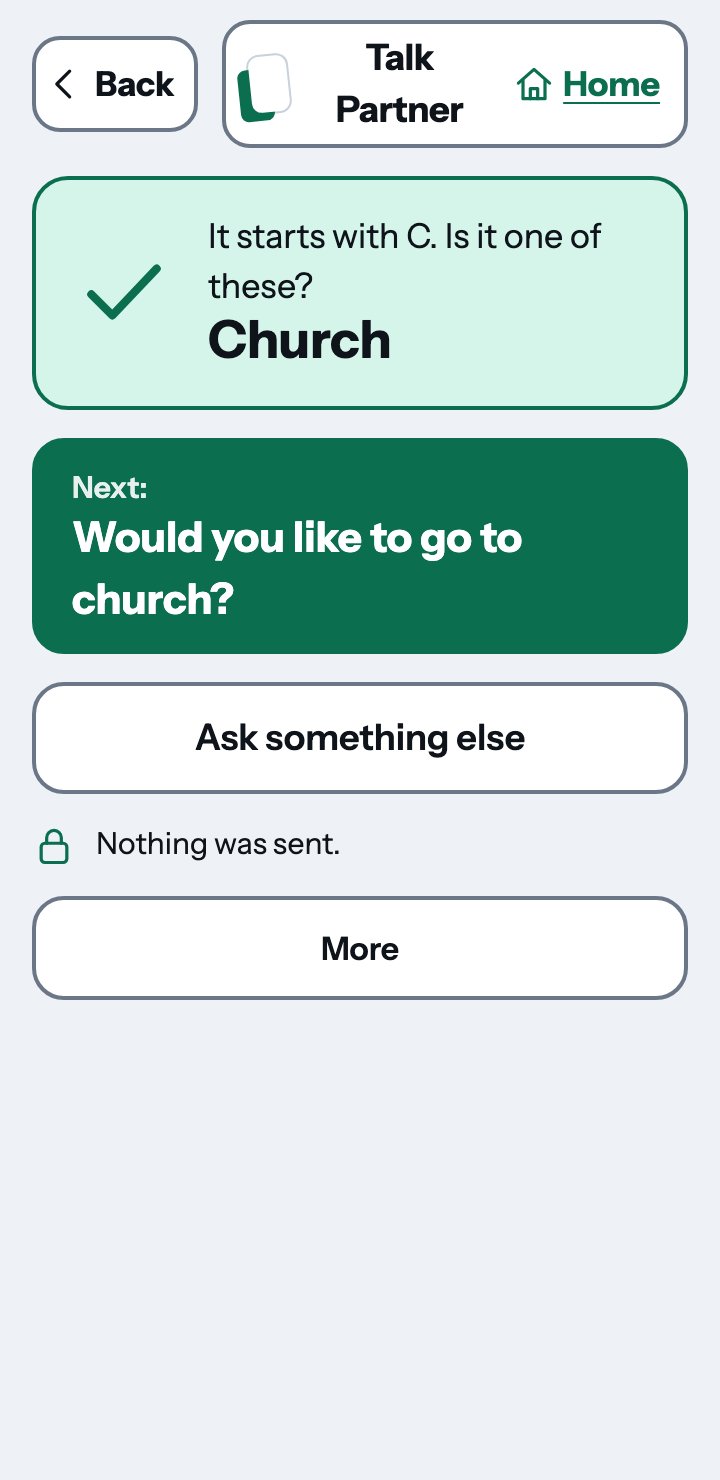 Back
Talk
Partner
Home
It starts with C. Is it one of
these?
Church
Next:
Would you like to go to
church?
Ask something else
Nothing was sent.
More